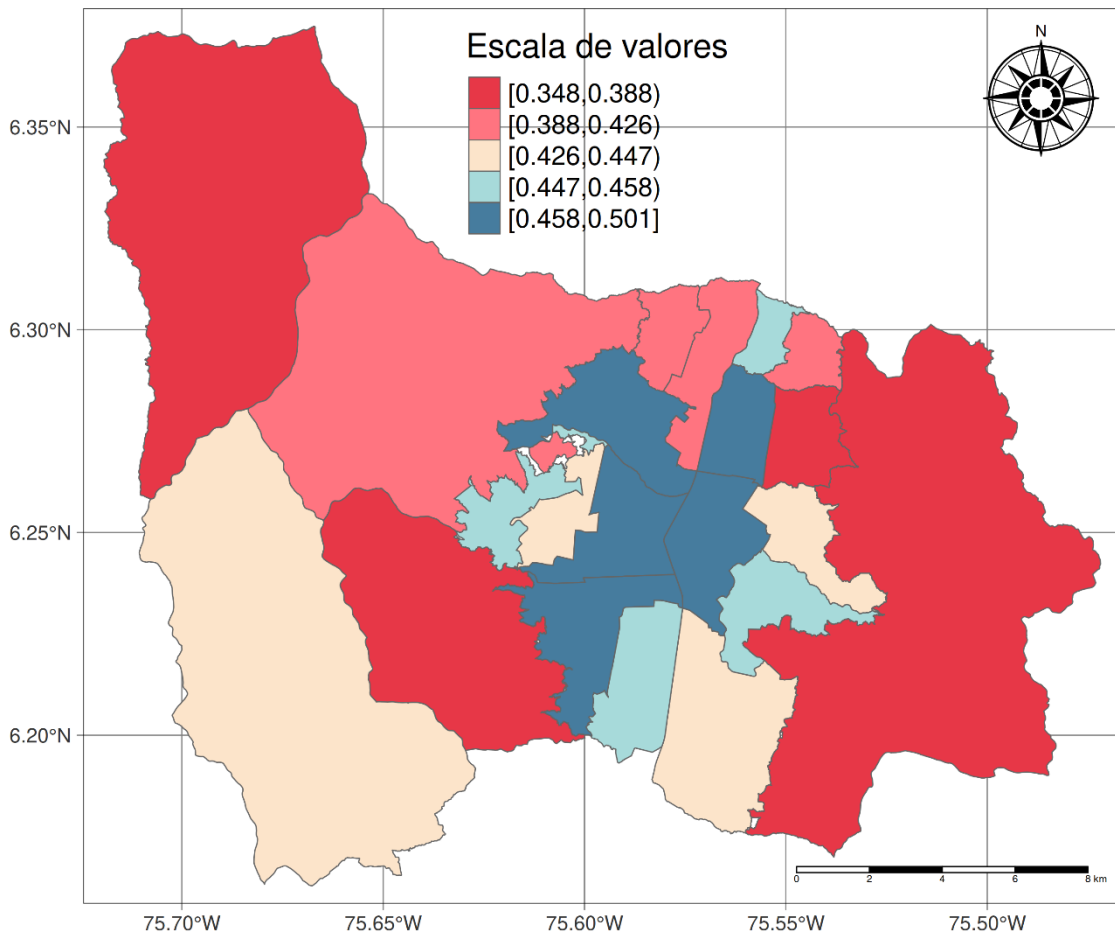 Escala de valores
[0.348,0.388)
[0.388,0.426)
[0.426,0.447)
[0.447,0.458)
[0.458,0.501]
N
6.35°N
6.30°N
6.25°N
6.20°N
0 2 4 6 8 km
75.70°W 75.65°W 75.60°W 75.55°W 75.50°W